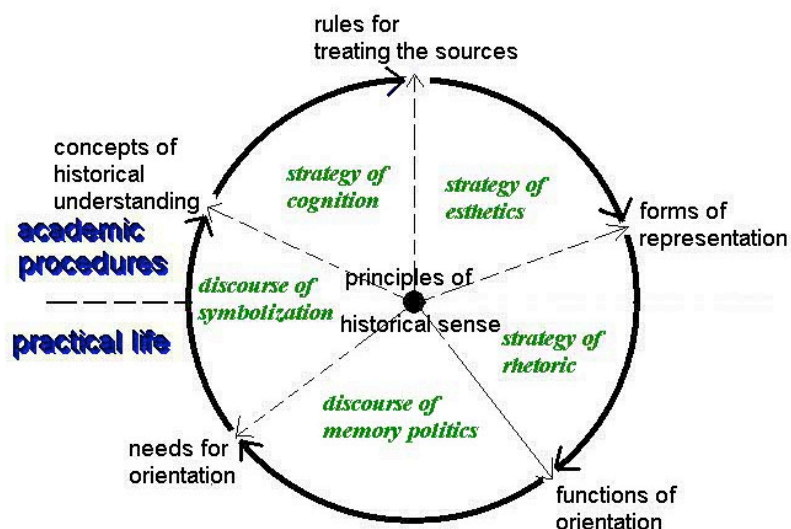 rules for
treating the sources
concepts of
historical
understanding
strategy of
cognition
strategy of
esthetics
forms of
representation
academic
procedures
discourse of
symbolization
principles of
historical sense
practical life
strategy of
rhetoric
discourse of
memory politics
needs for
orientation
functions of
orientation